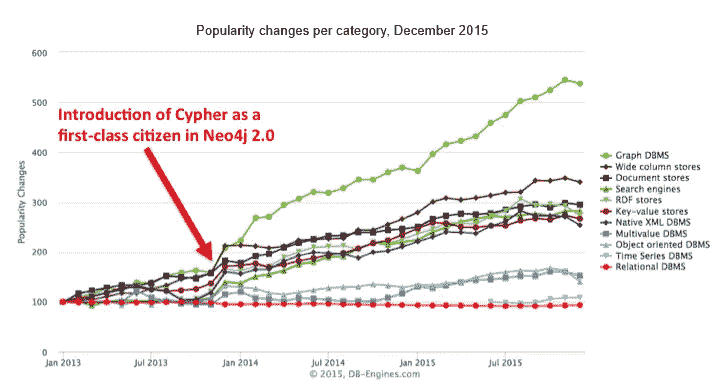 Popularity changes per category, December 2015
600
500
400
300
200
100
0
Popularity Changes
Introduction of Cypher as a
first-class citizen in Neo4j 2.0
Jan 2013
Jul 2013
Jan 2014
Jul 2014
Jan 2015
Jul 2015
© 2015, DB-Engines.com
Graph DBMS
Wide column stores
Document stores
Search engines
RDF stores
Key-value stores
Native XML DBMS
Multivalue DBMS
Object oriented DBMS
Time Series DBMS
Relational DBMS